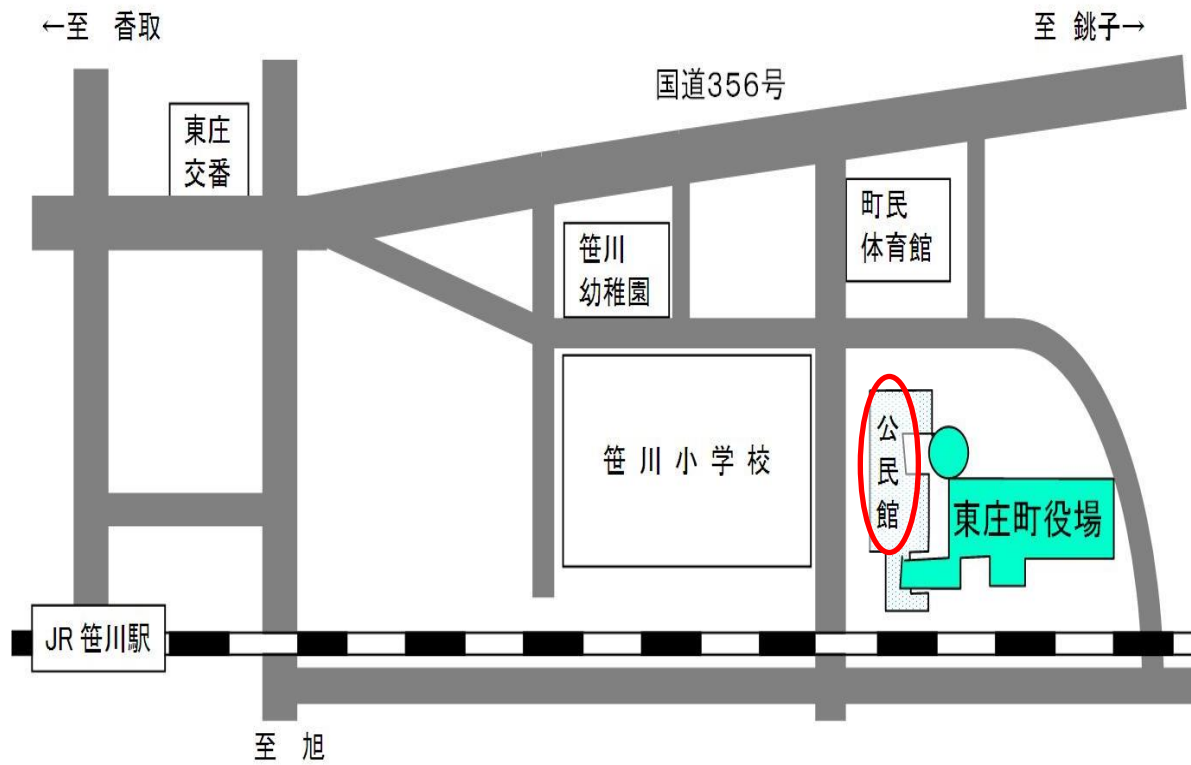 ←至 香取
至 銚子→
国道356号
東庄
交番
町民
体育館
笹川
幼稚園
笹川小学校
公
民
館
東庄町役場
JR 笹川駅
至 旭